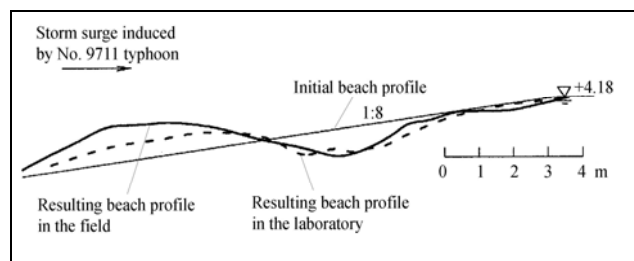 Storm surge induced
by No. 9711 typhoon
Initial beach profile
+4.18
1:8
0 1 2 3 4 m
Resulting beach profile
in the field
Resulting beach profile
in the laboratory